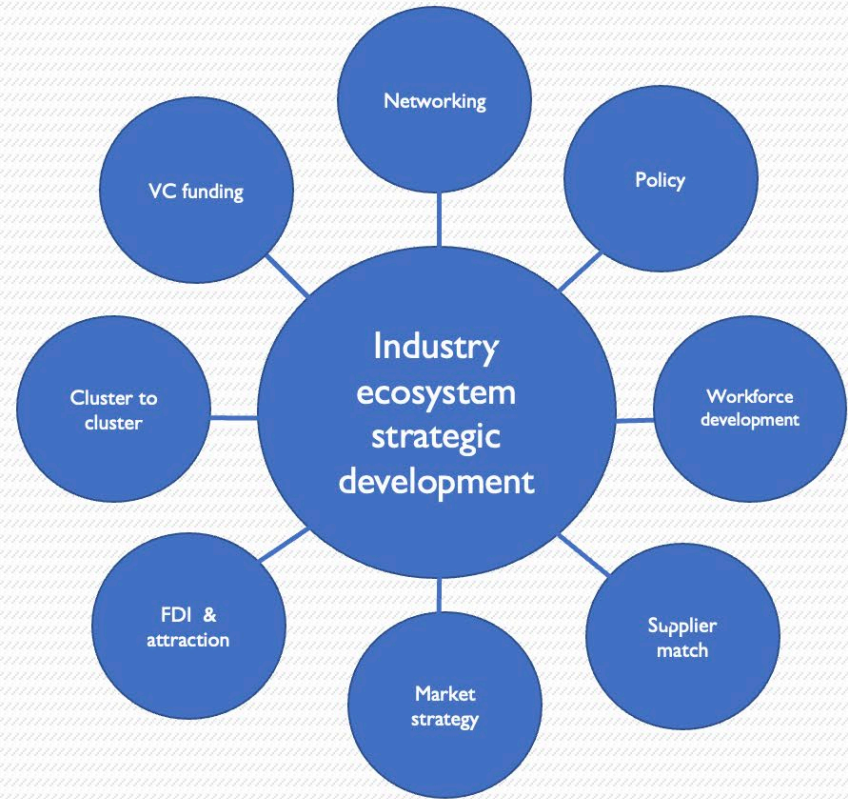 Networking
Policy
VC funding
Industry
ecosystem
strategic
development
Cluster to
cluster
Workforce
development
FDI &
attraction
Supplier
match
Market
strategy